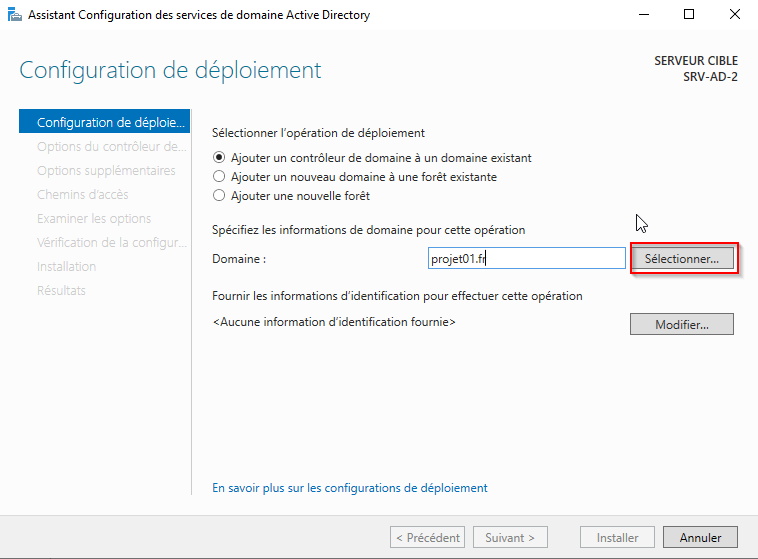 Assistant Configuration des services de domaine Active Directory
Configuration de déploiement
SERVEUR CIBLE
SRV-AD-2
Configuration de déploie...
Options du contrôleur de...
Options supplémentaires
Chemins d'accès
Examiner les options
Vérification de la configur...
Installation
Résultats
Sélectionner l'opération de déploiement
Ajouter un contrôleur de domaine à un domaine existant
Ajouter un nouveau domaine à une forêt existante
Ajouter une nouvelle forêt
Spécifiez les informations de domaine pour cette opération
Domaine : projet01.fr Sélectionner...
Fournir les informations d'identification pour effectuer cette opération
<Aucune information d'identification fournie> Modifier...
En savoir plus sur les configurations de déploiement
< Précédent Suivant > Installer Annuler